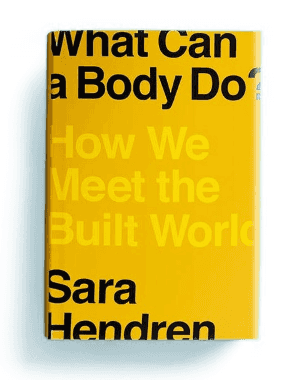 What Can
a Body Do?
How We
Meet the
Built World
Sara
Hendren